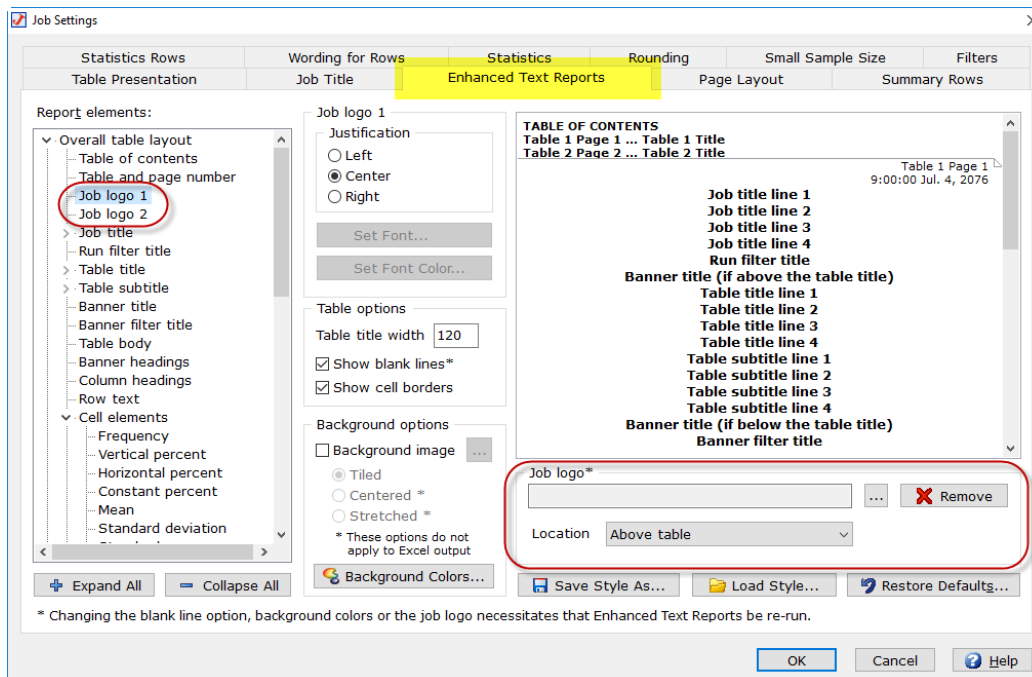 Job Settings
Statistics Rows
Wording for Rows
Statistics
Rounding
Small Sample Size
Filters
Table Presentation
Job Title
Enhanced Text Reports
Page Layout
Summary Rows
Report elements:
Overall table layout
Table of contents
Table and page number
Job logo 1
Job logo 2
Job title
Run filter title
Table title
Table subtitle
Banner title
Banner filter title
Table body
Banner headings
Column headings
Row text
Cell elements
Frequency
Vertical percent
Horizontal percent
Constant percent
Mean
Standard deviation
Expand All
Collapse All
Job logo 1
Justification
Left
Center
Right
Set Font...
Set Font Color...
Table options
Table title width 120
Show blank lines*
Show cell borders
Background options
Background image ...
Tiled
Centered *
Stretched *
* These options do not
apply to Excel output
Background Colors...
TABLE OF CONTENTS
Table 1 Page 1 ... Table 1 Title
Table 2 Page 2 ... Table 2 Title
Table 1 Page 1
9:00:00 Jul. 4, 2076
Job title line 1
Job title line 2
Job title line 3
Job title line 4
Run filter title
Banner title (if above the table title)
Table title line 1
Table title line 2
Table title line 3
Table title line 4
Table subtitle line 1
Table subtitle line 2
Table subtitle line 3
Table subtitle line 4
Banner title (if below the table title)
Banner filter title
Job logo*
... Remove
Location Above table
Save Style As...
Load Style...
Restore Defaults...
* Changing the blank line option, background colors or the job logo necessitates that Enhanced Text Reports be re-run.
OK
Cancel
Help